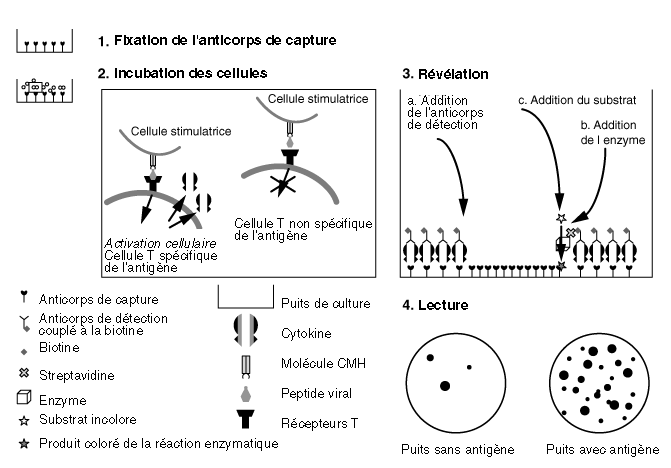 1. Fixation de l'anticorps de capture
2. Incubation des cellules
Cellule stimulatrice
Cellule stimulatrice
Activation cellulaire
Cellule T spécifique
de l'antigène
Cellule T non spécifique
de l'antigène
3. Révélation
a. Addition
de l'anticorps
de détection
c. Addition du substrat
b. Addition
de l enzyme
Anticorps de capture
Anticorps de détection
couplé à la biotine
Biotine
Streptavidine
Enzyme
Substrat incolore
Produit coloré de la réaction enzymatique
Puits de culture
Cytokine
Molécule CMH
Peptide viral
Récepteurs T
4. Lecture
Puits sans antigène
Puits avec antigène